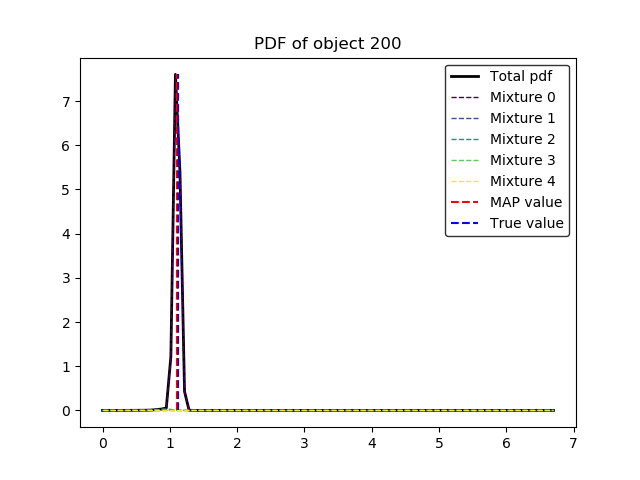 PDF of object 200
Total pdf
Mixture 0
Mixture 1
Mixture 2
Mixture 3
Mixture 4
MAP value
True value
7
6
5
4
3
2
1
0
0 1 2 3 4 5 6 7